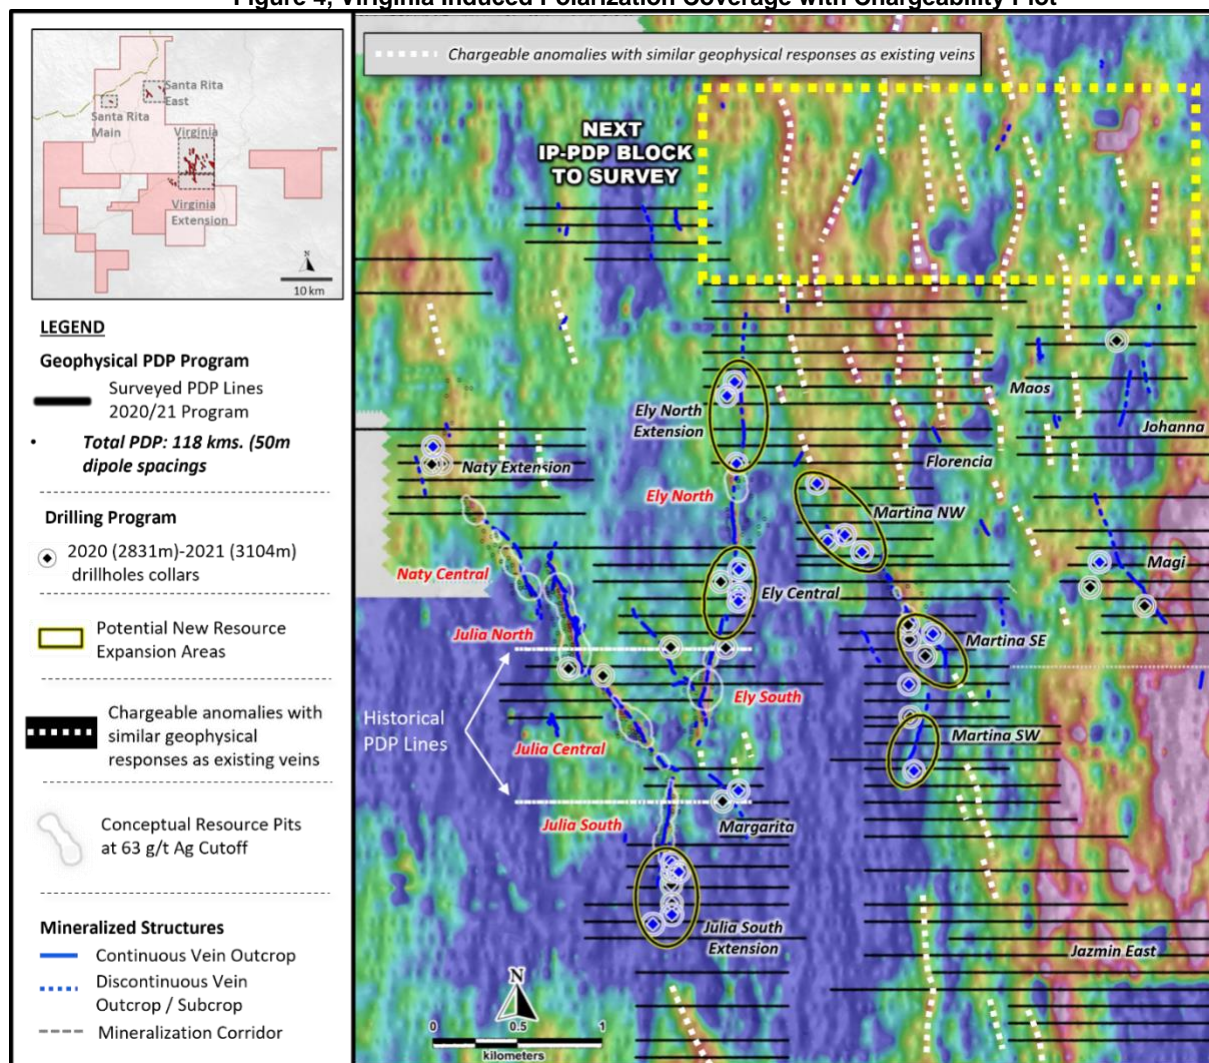 Figure 4, Viriginia Induced Polarization Coverage with Chargeability Plot
Santa Rita
East
Santa Rita
Main
Virginia
Virginia
Extension
N
10 km
LEGEND
Geophysical PDP Program
Surveyed PDP Lines
2020/21 Program
• Total PDP: 118 kms. (50m
dipole spacings
Drilling Program
2020 (2831m)-2021 (3104m)
drillholes collars
Potential New Resource
Expansion Areas
Chargeable anomalies with
similar geophysical
responses as existing veins
Conceptual Resource Pits
at 63 g/t Ag Cutoff
Mineralized Structures
Continuous Vein Outcrop
Discontinuous Vein
Outcrop / Subcrop
Mineralization Corridor
Chargeable anomalies with similar geophysical responses as existing veins
NEXT
IP-PDP BLOCK
TO SURVEY
Maos
Johanna
Ely North
Extension
Florencia
Naty Extension
Ely North
Martina NW
Magi
Naty Central
Ely Central
Julia North
Martina SE
Ely South
Historical
PDP Lines
Julia Central
Martina SW
Julia South
Margarita
Julia South
Extension
Jazmin East
N
0 0.5 1
kilometers